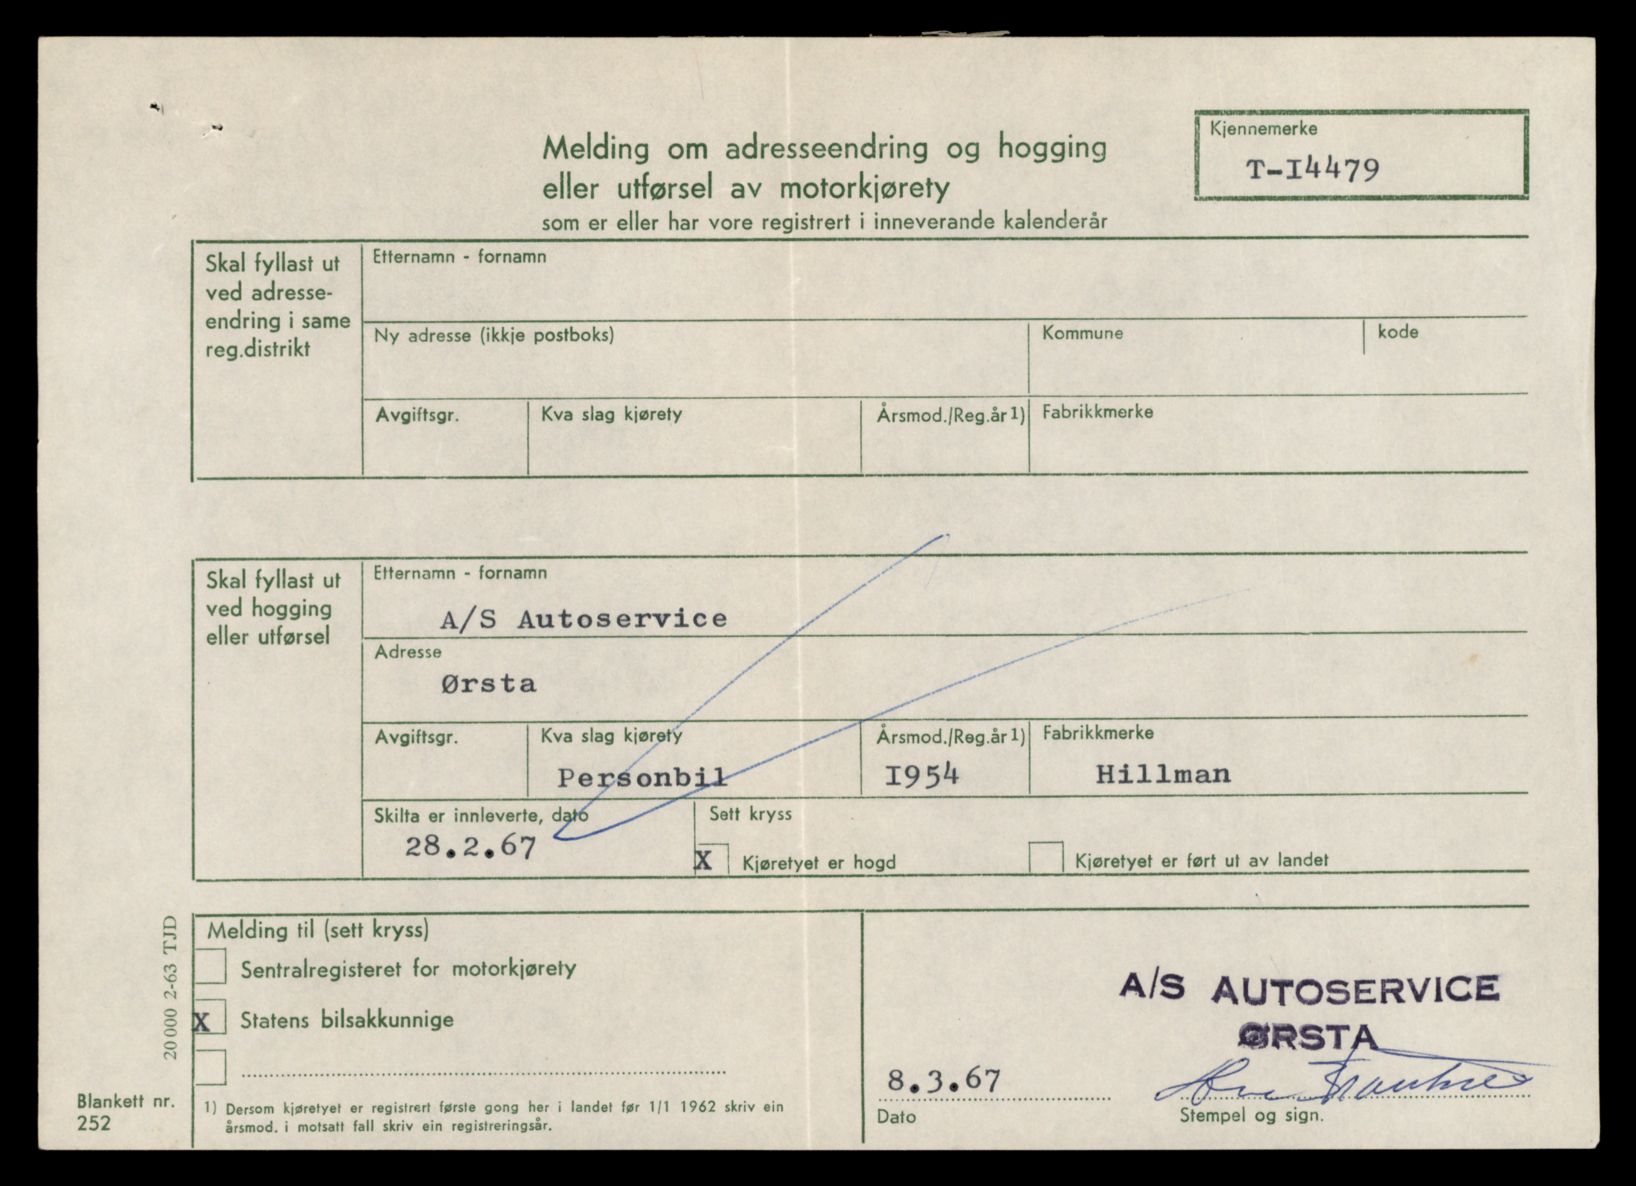 Melding om adresseendring og hogging
eller utførsel av motorkjørety
som er eller har vore registrert i inneverande kalenderår
Kjennemerke
T-I4479
Skal fyllast ut
ved adresse-
endring i same
reg.distrikt
Etternamn - fornamn
Ny adresse (ikkje postboks)
Kommune
kode
Avgiftsgr.
Kva slag kjørety
Årsmod./Reg.år 1)
Fabrikkmerke
Skal fyllast ut
ved hogging
eller utførsel
Etternamn - fornamn
A/S Autoservice
Adresse
Ørsta
Avgiftsgr.
Kva slag kjørety
Personbil
Årsmod./Reg.år 1)
I954
Fabrikkmerke
Hillman
Skilta er innleverte, dato
28.2.67
Sett kryss
X Kjøretyet er hogd
Kjøretyet er ført ut av landet
Melding til (sett kryss)
Sentralregisteret for motorkjørety
X Statens bilsakkunnige
1) Dersom kjøretyet er registrert første gong her i landet før 1/1 1962 skriv ein
årsmod. i motsatt fall skriv ein registreringsår.
20 000 2-63 TJD
Blankett nr.
252
8.3.67
Dato
A/S AUTOSERVICE
ØRSTA
Stempel og sign.